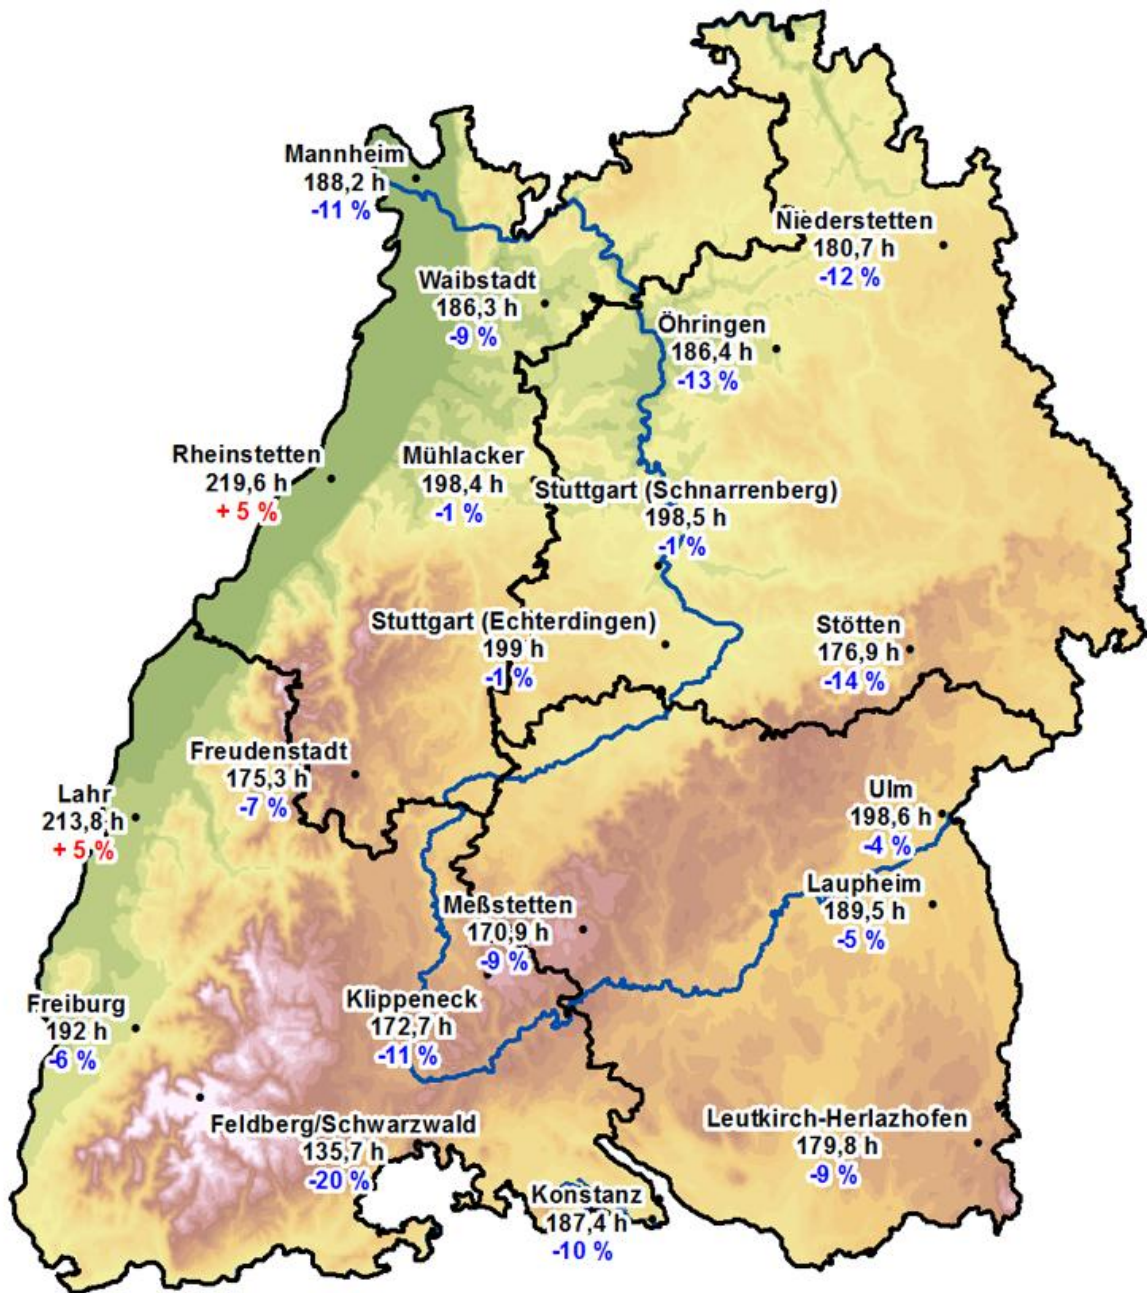 Mannheim
188,2 h
-11 %
Niederstetten
180,7 h
-12 %
Waibstadt
186,3 h
-9 %
Öhringen
186,4 h
-13 %
Rheinstetten
219,6 h
+ 5 %
Mühlacker
198,4 h
-1 %
Stuttgart (Schnarrenberg)
198,5 h
-1 %
Stuttgart (Echterdingen)
199 h
-1 %
Stötten
176,9 h
-14 %
Freudenstadt
175,3 h
-7 %
Lahr
213,8 h
+ 5 %
Ulm
198,6 h
-4 %
Laupheim
189,5 h
-5 %
Meßstetten
170,9 h
-9 %
Klippeneck
172,7 h
-11 %
Freiburg
192 h
-6 %
Feldberg/Schwarzwald
135,7 h
-20 %
Leutkirch-Herlazhofen
179,8 h
-9 %
Konstanz
187,4 h
-10 %